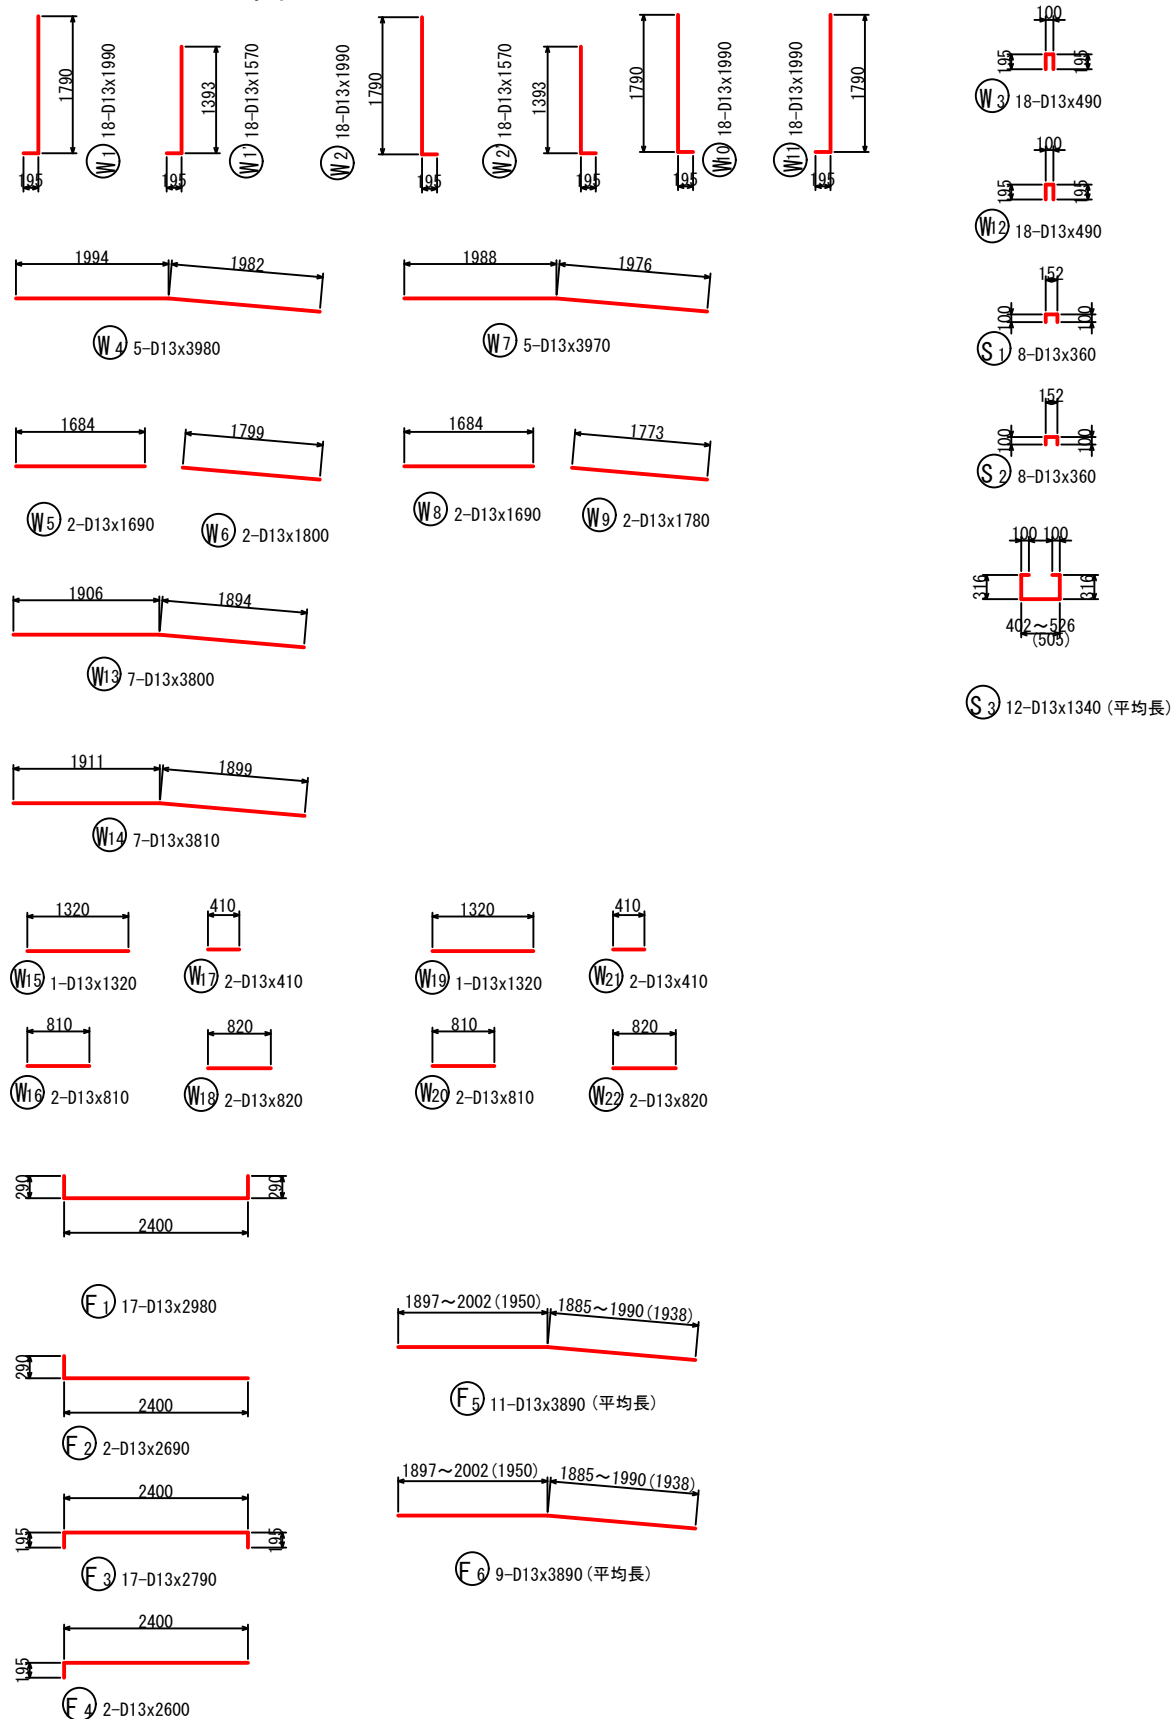 1790
195
W1 18-D13x1990
1393
195
W1' 18-D13x1570
1790
195
W2 18-D13x1990
1393
195
W2' 18-D13x1570
1790
195
W10 18-D13x1990
1790
195
W11 18-D13x1990
100
195 195
W3 18-D13x490
100
195 195
W12 18-D13x490
152
100 100
S1 8-D13x360
152
100 100
S2 8-D13x360
100 100
316 316
402～526
(505)
S3 12-D13x1340(平均長)
1994 1982
W4 5-D13x3980
1988 1976
W7 5-D13x3970
1684
W5 2-D13x1690
1799
W6 2-D13x1800
1684
W8 2-D13x1690
1773
W9 2-D13x1780
1906 1894
W13 7-D13x3800
1911 1899
W14 7-D13x3810
1320
W15 1-D13x1320
410
W17 2-D13x410
1320
W19 1-D13x1320
410
W21 2-D13x410
810
W16 2-D13x810
820
W18 2-D13x820
810
W20 2-D13x810
820
W22 2-D13x820
290 290
2400
F1 17-D13x2980
290
2400
F2 2-D13x2690
2400
195 195
F3 17-D13x2790
2400
195
F4 2-D13x2600
1897～2002(1950) 1885～1990(1938)
F5 11-D13x3890(平均長)
1897～2002(1950) 1885～1990(1938)
F6 9-D13x3890(平均長)